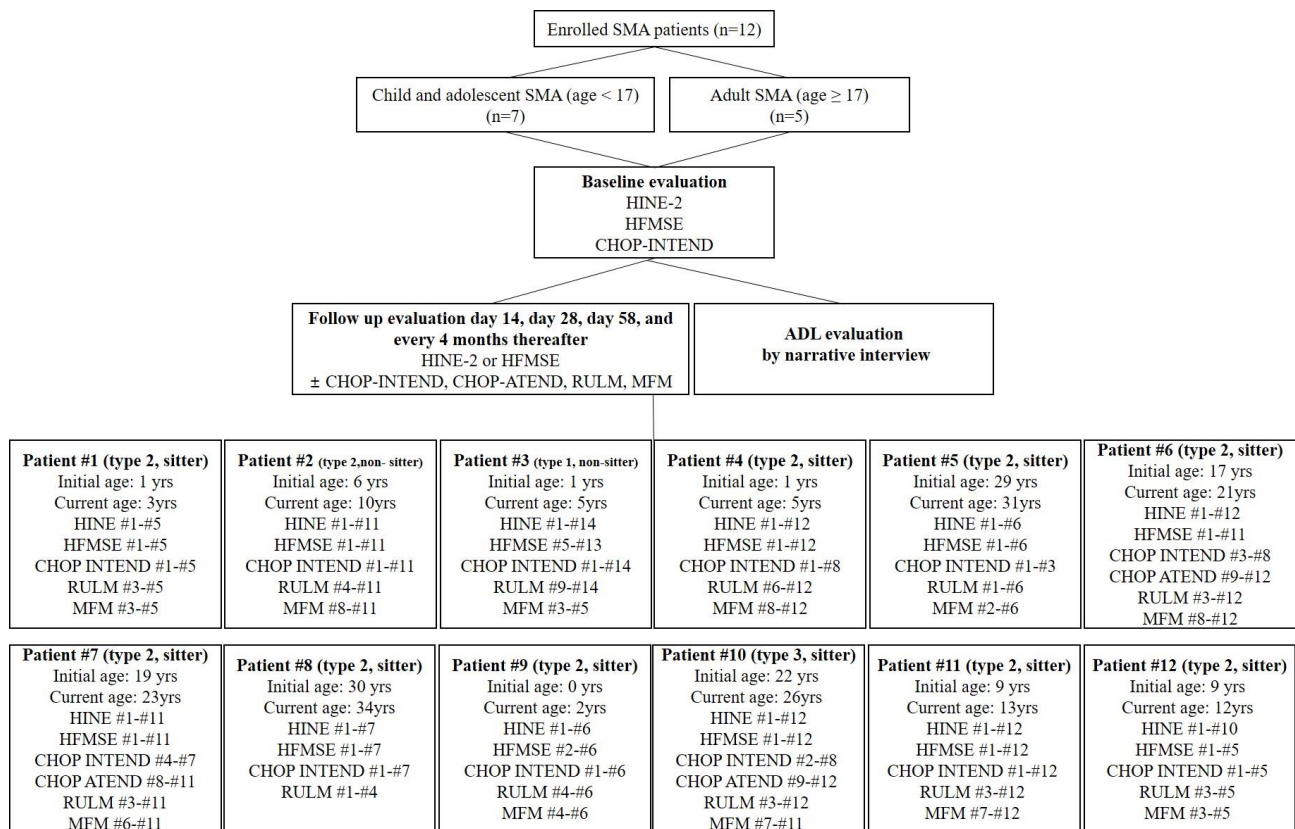 Enrolled SMA patients (n=12)
Child and adolescent SMA (age < 17)
(n=7)
Adult SMA (age ≥ 17)
(n=5)
Baseline evaluation
HINE-2
HFMSE
CHOP-INTEND
Follow up evaluation day 14, day 28, day 58, and
every 4 months thereafter
HINE-2 or HFMSE
± CHOP-INTEND, CHOP-ATEND, RULM, MFM
ADL evaluation
by narrative interview
Patient #1 (type 2, sitter)
Initial age: 1 yrs
Current age: 3yrs
HINE #1-#5
HFMSE #1-#5
CHOP INTEND #1-#5
RULM #3-#5
MFM #3-#5
Patient #2 (type 2,non- sitter)
Initial age: 6 yrs
Current age: 10yrs
HINE #1-#11
HFMSE #1-#11
CHOP INTEND #1-#11
RULM #4-#11
MFM #8-#11
Patient #3 (type 1, non-sitter)
Initial age: 1 yrs
Current age: 5yrs
HINE #1-#14
HFMSE #5-#13
CHOP INTEND #1-#14
RULM #9-#14
MFM #3-#5
Patient #4 (type 2, sitter)
Initial age: 1 yrs
Current age: 5yrs
HINE #1-#12
HFMSE #1-#12
CHOP INTEND #1-#8
RULM #6-#12
MFM #8-#12
Patient #5 (type 2, sitter)
Initial age: 29 yrs
Current age: 31yrs
HINE #1-#6
HFMSE #1-#6
CHOP INTEND #1-#3
RULM #1-#6
MFM #2-#6
Patient #6 (type 2, sitter)
Initial age: 17 yrs
Current age: 21yrs
HINE #1-#12
HFMSE #1-#11
CHOP INTEND #3-#8
CHOP ATEND #9-#12
RULM #3-#12
MFM #8-#12
Patient #7 (type 2, sitter)
Initial age: 19 yrs
Current age: 23yrs
HINE #1-#11
HFMSE #1-#11
CHOP INTEND #4-#7
CHOP ATEND #8-#11
RULM #3-#11
MFM #6-#11
Patient #8 (type 2, sitter)
Initial age: 30 yrs
Current age: 34yrs
HINE #1-#7
HFMSE #1-#7
CHOP INTEND #1-#7
RULM #1-#4
Patient #9 (type 2, sitter)
Initial age: 0 yrs
Current age: 2yrs
HINE #1-#6
HFMSE #2-#6
CHOP INTEND #1-#6
RULM #4-#6
MFM #4-#6
Patient #10 (type 3, sitter)
Initial age: 22 yrs
Current age: 26yrs
HINE #1-#12
HFMSE #1-#12
CHOP INTEND #2-#8
CHOP ATEND #9-#12
RULM #3-#12
MFM #7-#11
Patient #11 (type 2, sitter)
Initial age: 9 yrs
Current age: 13yrs
HINE #1-#12
HFMSE #1-#12
CHOP INTEND #1-#12
RULM #3-#12
MFM #7-#12
Patient #12 (type 2, sitter)
Initial age: 9 yrs
Current age: 12yrs
HINE #1-#10
HFMSE #1-#5
CHOP INTEND #1-#5
RULM #3-#5
MFM #3-#5